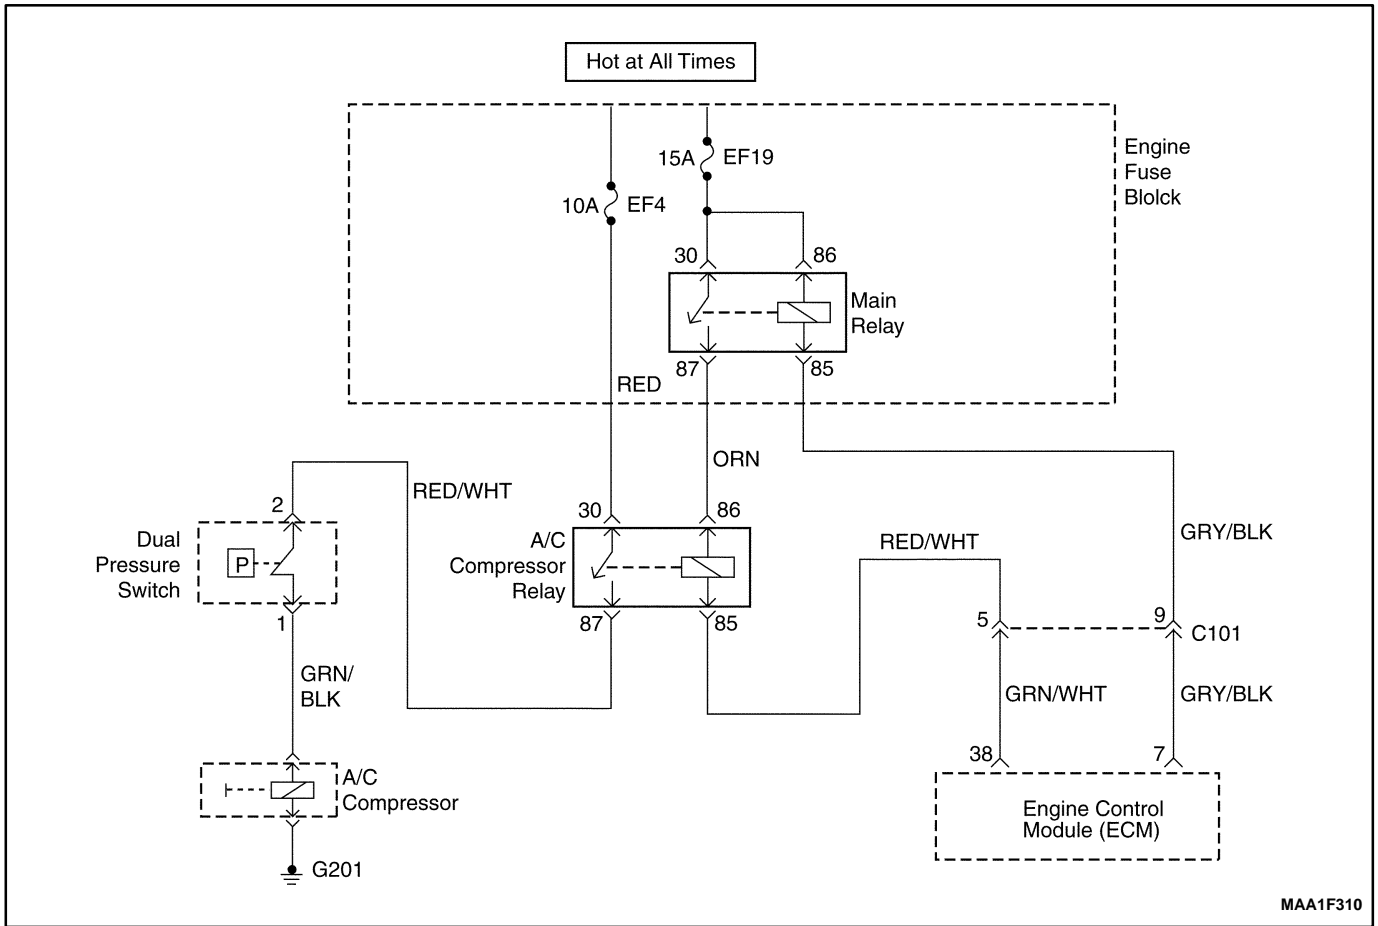 Hot at All Times
15A EF19
10A EF4
Engine
Fuse
Blolck
30 86
Main
Relay
87 85
RED
ORN
RED/WHT
2
Dual
Pressure
Switch
P
1
30 86
A/C
Compressor
Relay
87 85
RED/WHT
GRY/BLK
5 9 C101
GRN/
BLK
GRN/WHT
GRY/BLK
38 7
A/C
Compressor
Engine Control
Module (ECM)
G201
MAA1F310